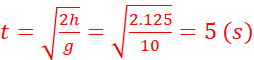 t = √(2h/g) = √(2.125/10) = 5 (s)